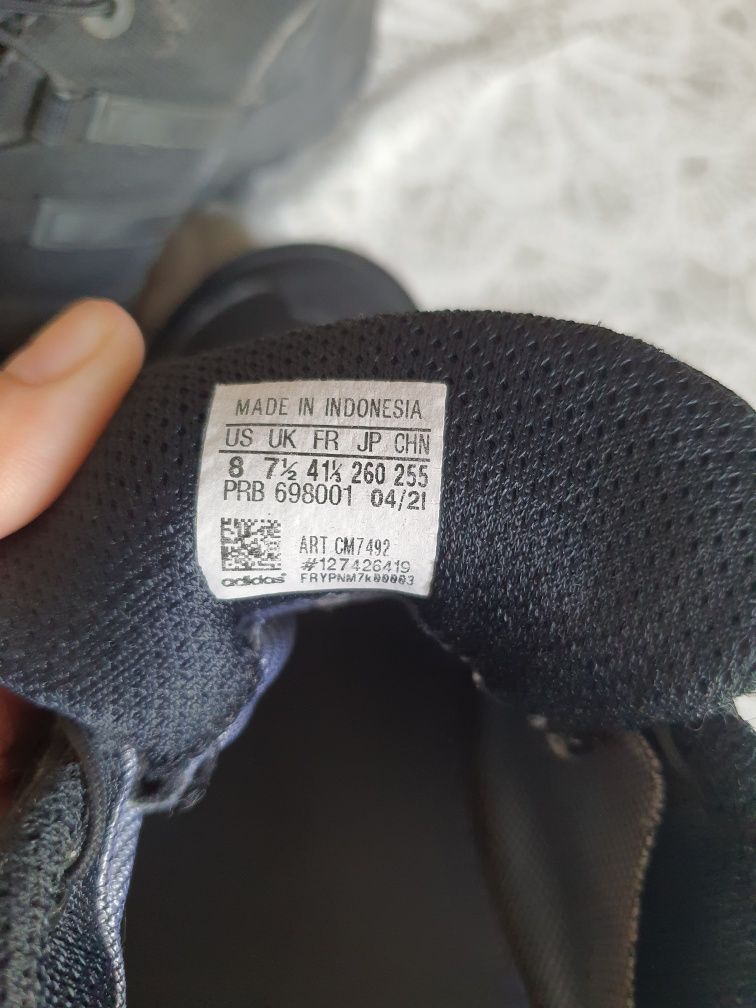 MADE IN INDONESIA
US UK FR JP CHN
8 7½ 41⅓ 260 255
PRB 698001 04/21
ART CM7492
#127426419
adidas FRYPNM7k00003